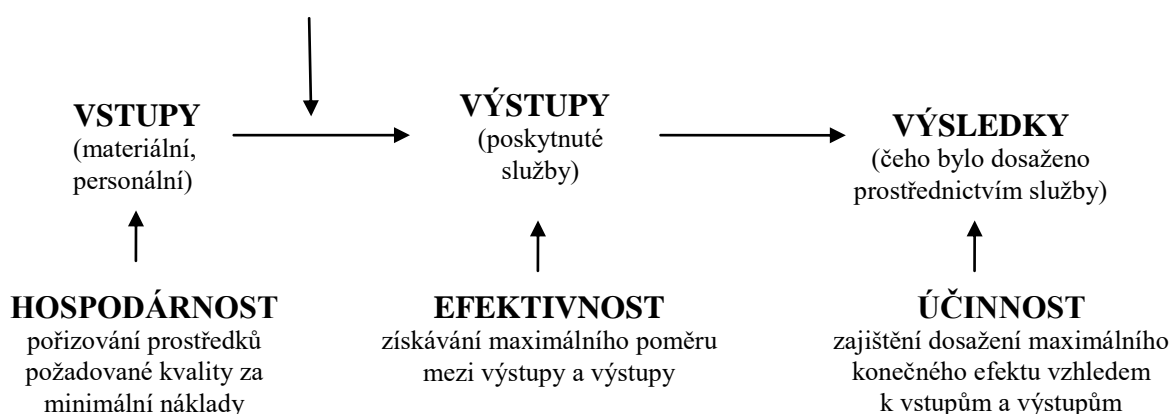 VSTUPY
(materiální,
personální)
VÝSTUPY
(poskytnuté
služby)
VÝSLEDKY
(čeho bylo dosaženo
prostřednictvím služby)
HOSPODÁRNOST
pořizování prostředků
požadované kvality za
minimální náklady
EFEKTIVNOST
získávání maximálního poměru
mezi výstupy a výstupy
ÚČINNOST
zajištění dosažení maximálního
konečného efektu vzhledem
k vstupům a výstupům